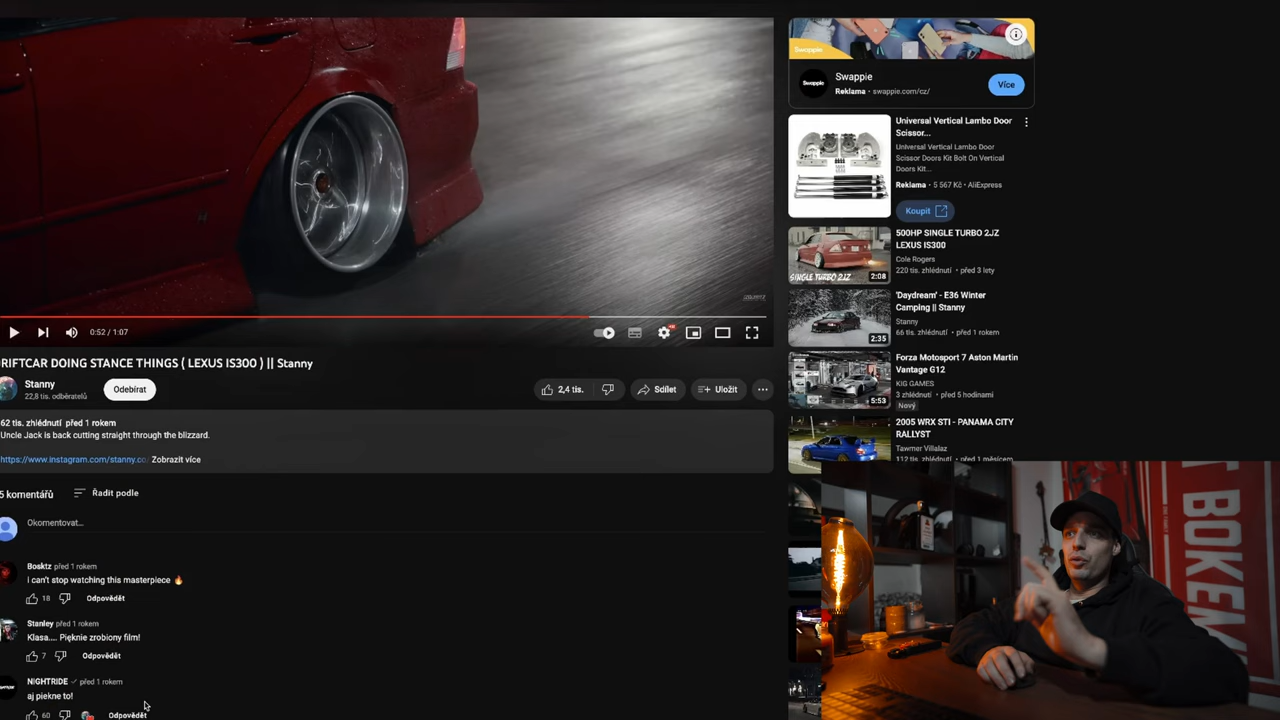 0:52 / 1:07
RIFTCAR DOING STANCE THINGS ( LEXUS IS300 ) || Stanny
Stanny
22,8 tis. odběratelů
Odebírat
2,4 tis.
Sdílet
Uložit
62 tis. zhlédnutí před 1 rokem
Uncle Jack is back cutting straight through the blizzard.
https://www.instagram.com/stanny.cc Zobrazit více
5 komentářů
Řadit podle
Okomentovat...
Bosktz před 1 rokem
I can't stop watching this masterpiece 🔥
18 Odpovědět
Stanley před 1 rokem
Klasa.... Pięknie zrobiony film!
7 Odpovědět
NIGHTRIDE před 1 rokem
aj piekne to!
60 Odpovědět
Swappie
Swappie
Swappie
Reklama • swappie.com/cz/
Více
Universal Vertical Lambo Door
Scissor...
Universal Vertical Lambo Door
Scissor Doors Kit Bolt On Vertical
Doors Kit...
Reklama • 5 567 Kč • AliExpress
Koupit
SINGLE TURBO 2JZ
2:08
500HP SINGLE TURBO 2JZ
LEXUS IS300
Cole Rogers
220 tis. zhlédnutí • před 3 lety
2:35
'Daydream' - E36 Winter
Camping || Stanny
Stanny
66 tis. zhlédnutí • před 1 rokem
5:53
Forza Motosport 7 Aston Martin
Vantage G12
KiG GAMES
3 zhlédnutí • před 5 hodinami
Nový
2005 WRX STI - PANAMA CITY
RALLYST
Tawrner Villalaz
112 tis. zhlédnutí • před 1 měsícem
BOKEN